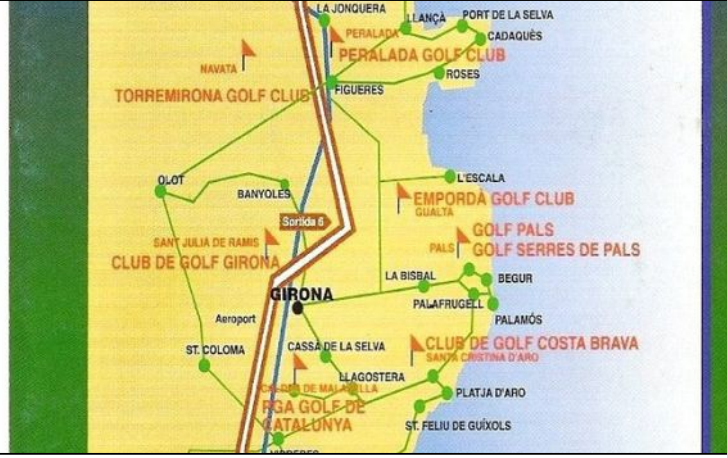 LA JONQUERA
LLANÇÀ
PORT DE LA SELVA
PERALADA
CADAQUÈS
PERALADA GOLF CLUB
NAVATA
ROSES
TORREMIRONA GOLF CLUB
FIGUERES
OLOT
L'ESCALA
BANYOLES
EMPORDÀ GOLF CLUB
GUALTA
Sortida 6
GOLF PALS
SANT JULIA DE RAMIS
PALS
GOLF SERRES DE PALS
CLUB DE GOLF GIRONA
LA BISBAL
BEGUR
GIRONA
PALAFRUGELL
Aeroport
PALAMÓS
ST. COLOMA
CASSÀ DE LA SELVA
CLUB DE GOLF COSTA BRAVA
SANTA CRISTINA D'ARO
LLAGOSTERA
CALDES DE MALAVELLA
PLATJA D'ARO
PGA GOLF DE
CATALUNYA
ST. FELIU DE GUÍXOLS